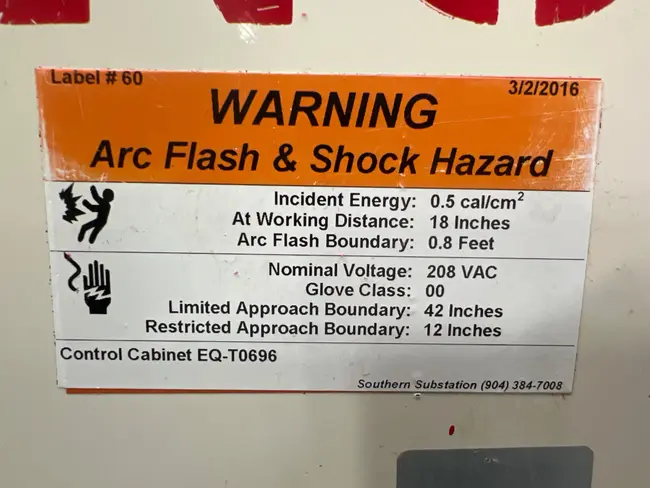 Label # 60
3/2/2016
WARNING
Arc Flash & Shock Hazard
Incident Energy: 0.5 cal/cm²
At Working Distance: 18 Inches
Arc Flash Boundary: 0.8 Feet
Nominal Voltage: 208 VAC
Glove Class: 00
Limited Approach Boundary: 42 Inches
Restricted Approach Boundary: 12 Inches
Control Cabinet EQ-T0696
Southern Substation (904) 384-7008